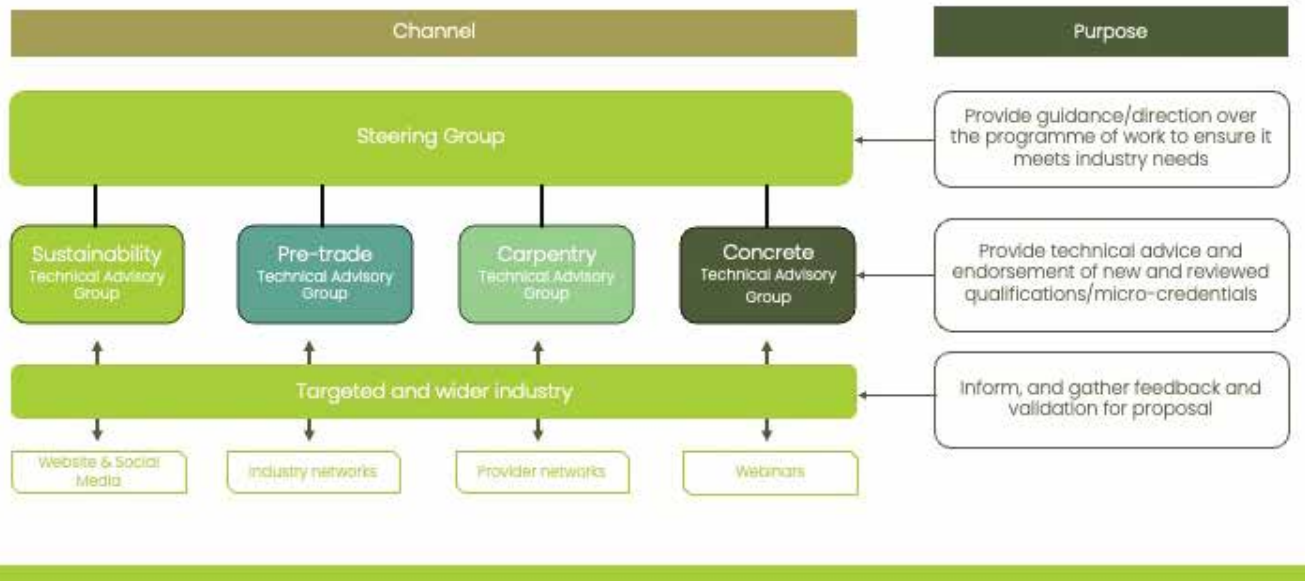 Channel
Purpose
Steering Group
Provide guidance/direction over
the programme of work to ensure it
meets industry needs
Sustainability
Technical Advisory
Group
Pre-trade
Technical Advisory
Group
Carpentry
Technical Advisory
Group
Concrete
Technical Advisory
Group
Provide technical advice and
endorsement of new and reviewed
qualifications/micro-credentials
Targeted and wider industry
Inform, and gather feedback and
validation for proposal
Website & Social
Media
Industry networks
Provider networks
Webinars